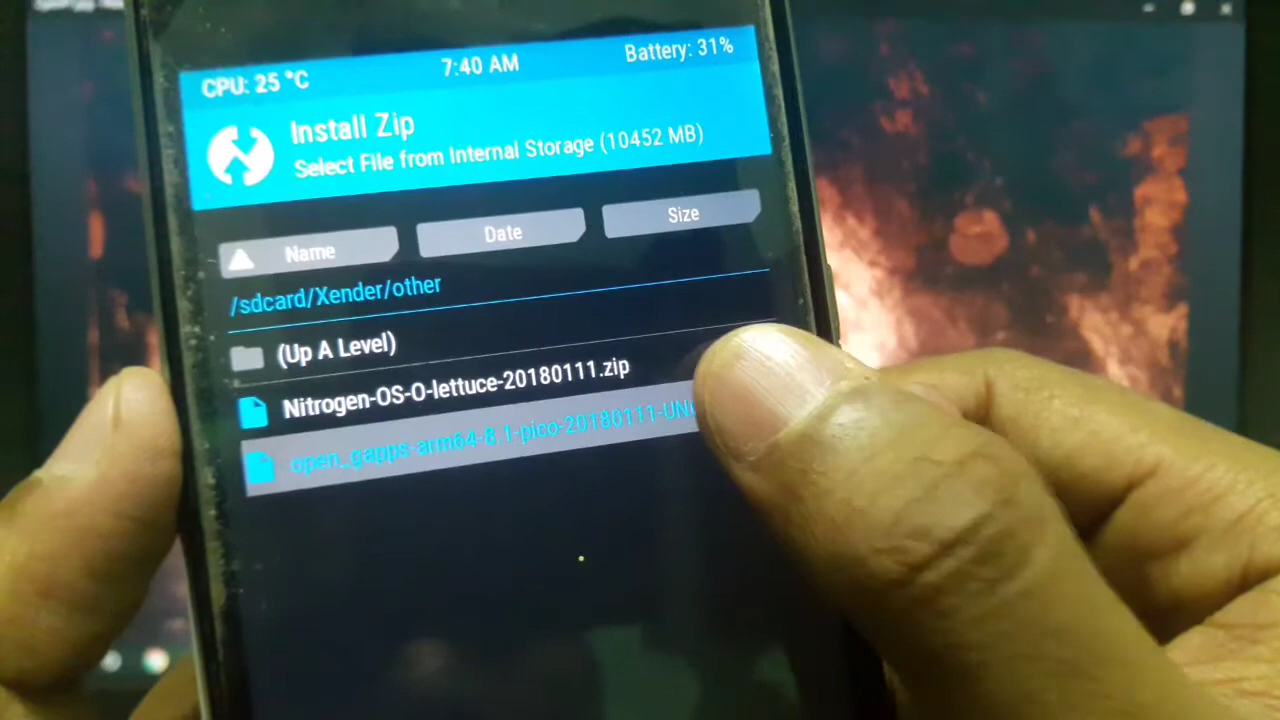 CPU: 25 °C 7:40 AM Battery: 31%
Install Zip
Select File from Internal Storage (10452 MB)
Name Date Size
/sdcard/Xender/other
(Up A Level)
Nitrogen-OS-O-lettuce-20180111.zip
open_gapps-arm64-8.1-pico-20180111-UN